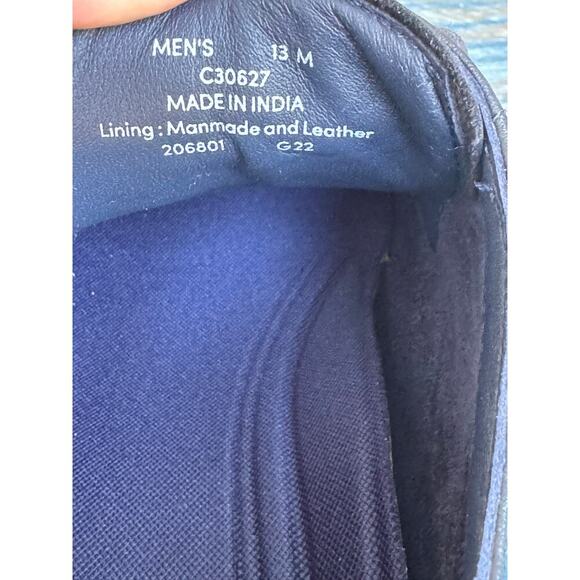 MEN'S 13 M
C30627
MADE IN INDIA
Lining : Manmade and Leather
206801 G22